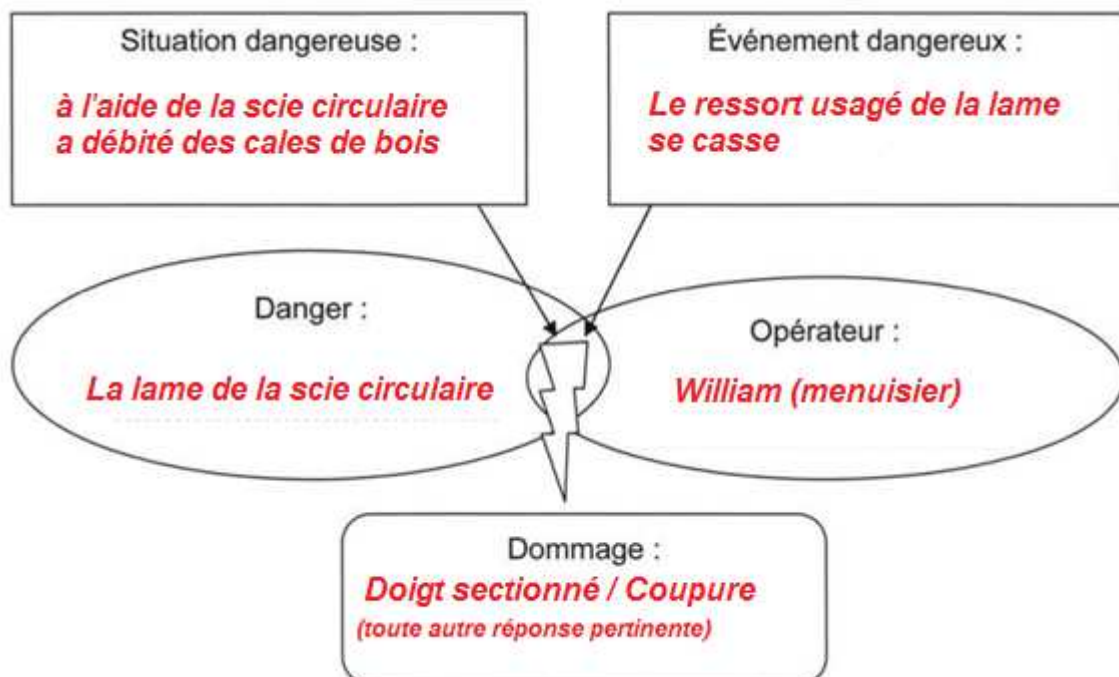 Situation dangereuse :
à l'aide de la scie circulaire
a débité des cales de bois
Événement dangereux :
Le ressort usagé de la lame
se casse
Danger :
La lame de la scie circulaire
Opérateur :
William (menuisier)
Dommage :
Doigt sectionné / Coupure
(toute autre réponse pertinente)